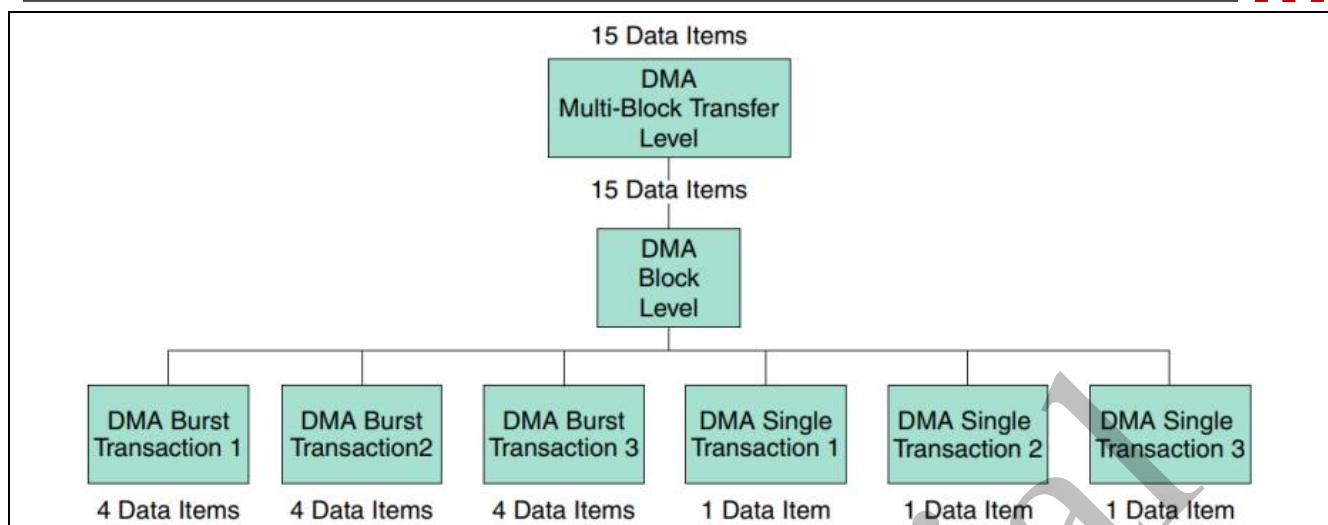 15 Data Items
DMA
Multi-Block Transfer
Level
15 Data Items
DMA
Block
Level
DMA Burst
Transaction 1
DMA Burst
Transaction2
DMA Burst
Transaction 3
DMA Single
Transaction 1
DMA Single
Transaction 2
DMA Single
Transaction 3
4 Data Items
4 Data Items
4 Data Items
1 Data Item
1 Data Item
1 Data Item